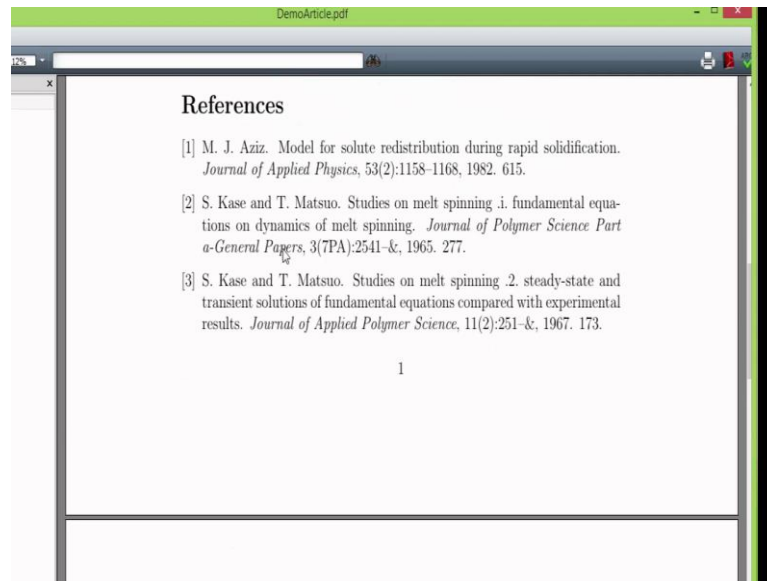 DemoArticle.pdf
12%
x
References
[1] M. J. Aziz. Model for solute redistribution during rapid solidification.
Journal of Applied Physics, 53(2):1158–1168, 1982. 615.
[2] S. Kase and T. Matsuo. Studies on melt spinning .i. fundamental equa-
tions on dynamics of melt spinning. Journal of Polymer Science Part
a-General Papers, 3(7PA):2541–&, 1965. 277.
[3] S. Kase and T. Matsuo. Studies on melt spinning .2. steady-state and
transient solutions of fundamental equations compared with experimental
results. Journal of Applied Polymer Science, 11(2):251–&, 1967. 173.
1